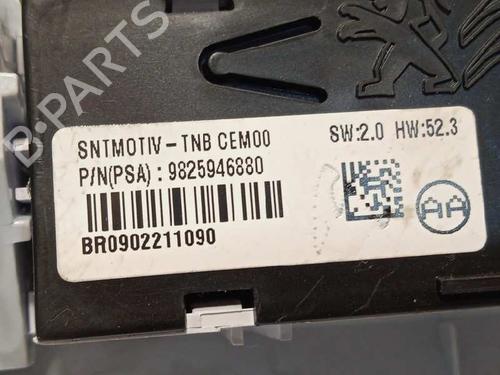 B-PARTS
SNTMOTIV-TNB CEM00
SW:2.0 HW:52.3
P/N(PSA) : 9825946880
AA
BR0902211090